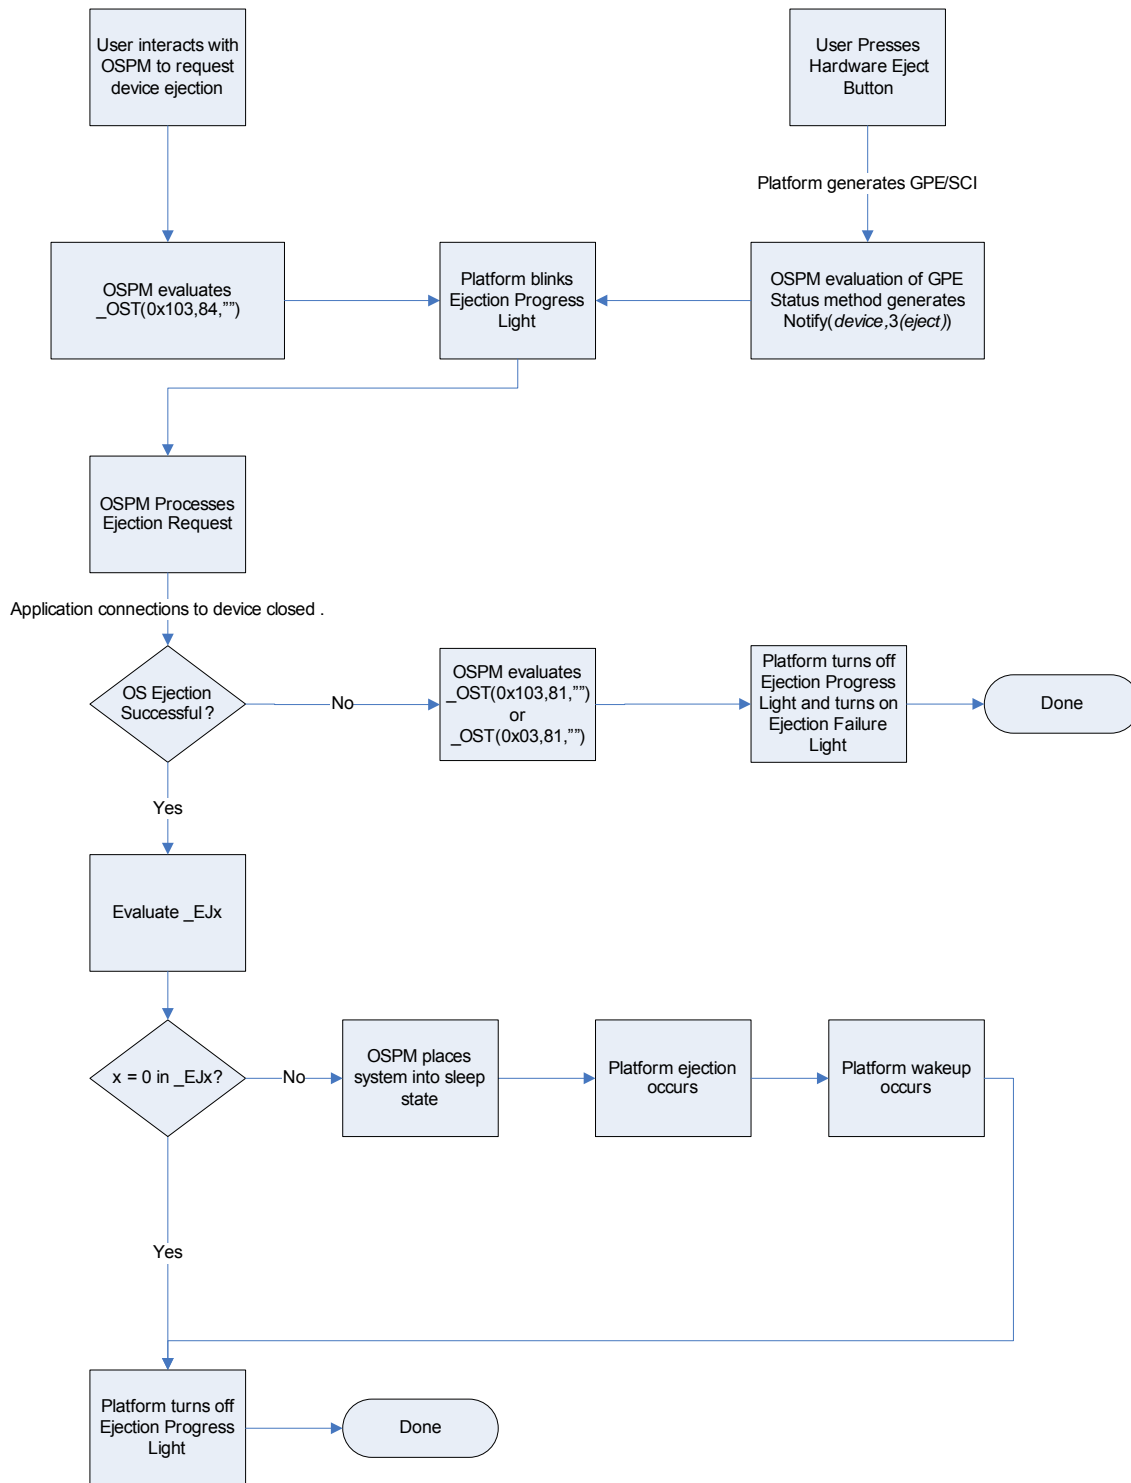 User interacts with
OSPM to request
device ejection
User Presses
Hardware Eject
Button
Platform generates GPE/SCI
OSPM evaluates
_OST(0x103,84,””)
Platform blinks
Ejection Progress
Light
OSPM evaluation of GPE
Status method generates
Notify(device,3(eject))
OSPM Processes
Ejection Request
Application connections to device closed .
OS Ejection
Successful?
No
OSPM evaluates
_OST(0x103,81,””)
or
_OST(0x03,81,””)
Platform turns off
Ejection Progress
Light and turns on
Ejection Failure
Light
Done
Yes
Evaluate _EJx
x = 0 in _EJx?
No
OSPM places
system into sleep
state
Platform ejection
occurs
Platform wakeup
occurs
Yes
Platform turns off
Ejection Progress
Light
Done